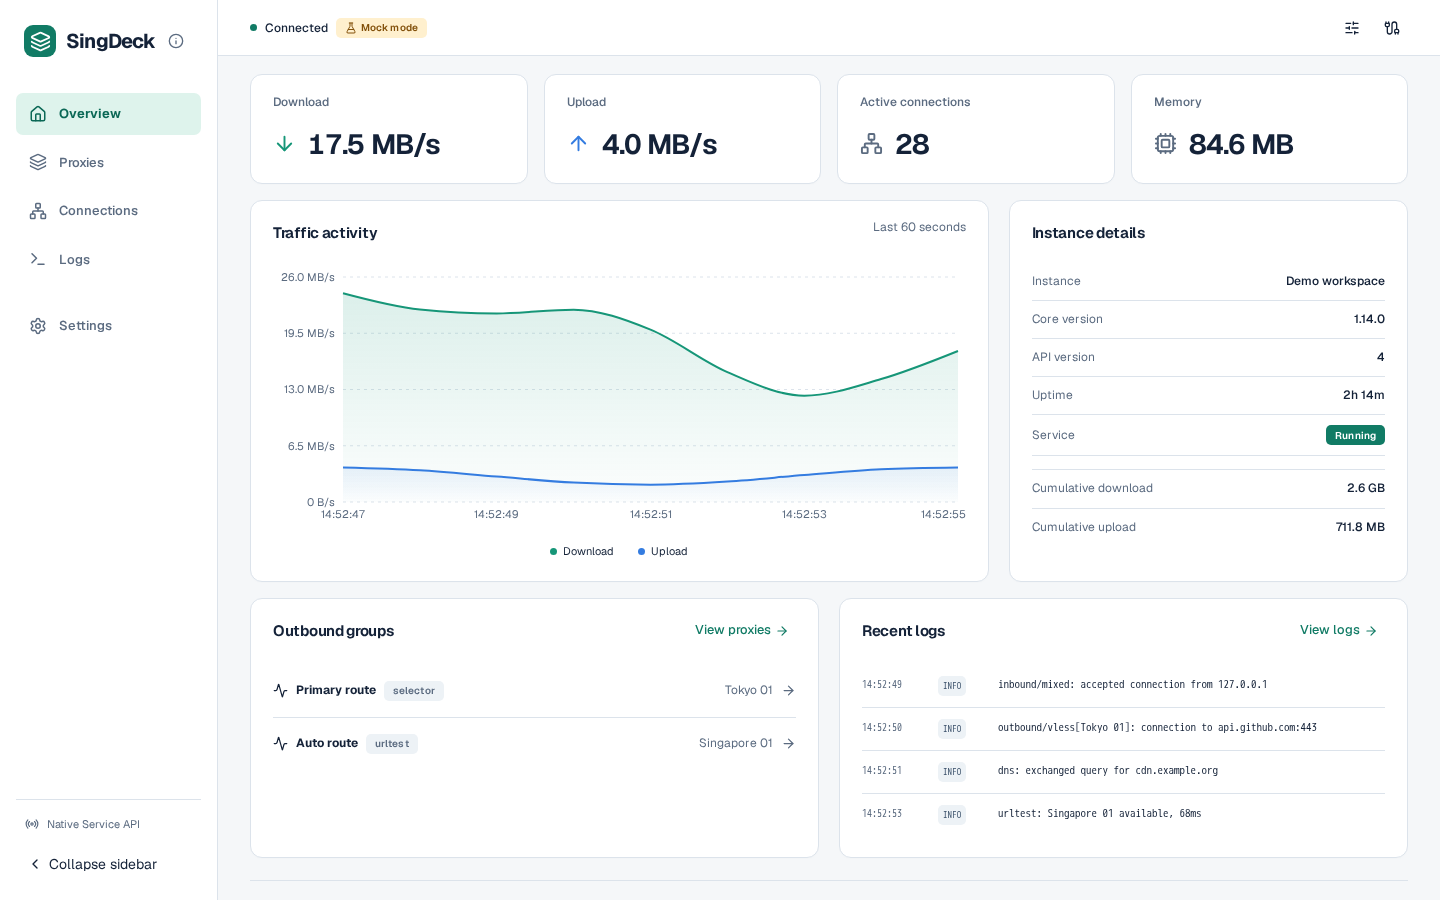 SingDeck
Overview
Proxies
Connections
Logs
Settings
Native Service API
Collapse sidebar
Connected
Mock mode
Download
17.5 MB/s
Upload
4.0 MB/s
Active connections
28
Memory
84.6 MB
Traffic activity
Last 60 seconds
26.0 MB/s
19.5 MB/s
13.0 MB/s
6.5 MB/s
0 B/s
14:52:47 14:52:49 14:52:51 14:52:53 14:52:55
Download Upload
Instance details
Instance Demo workspace
Core version 1.14.0
API version 4
Uptime 2h 14m
Service Running
Cumulative download 2.6 GB
Cumulative upload 711.8 MB
Outbound groups
View proxies
Primary route selector Tokyo 01
Auto route urltest Singapore 01
Recent logs
View logs
14:52:49 INFO inbound/mixed: accepted connection from 127.0.0.1
14:52:50 INFO outbound/vless[Tokyo 01]: connection to api.github.com:443
14:52:51 INFO dns: exchanged query for cdn.example.org
14:52:53 INFO urltest: Singapore 01 available, 68ms